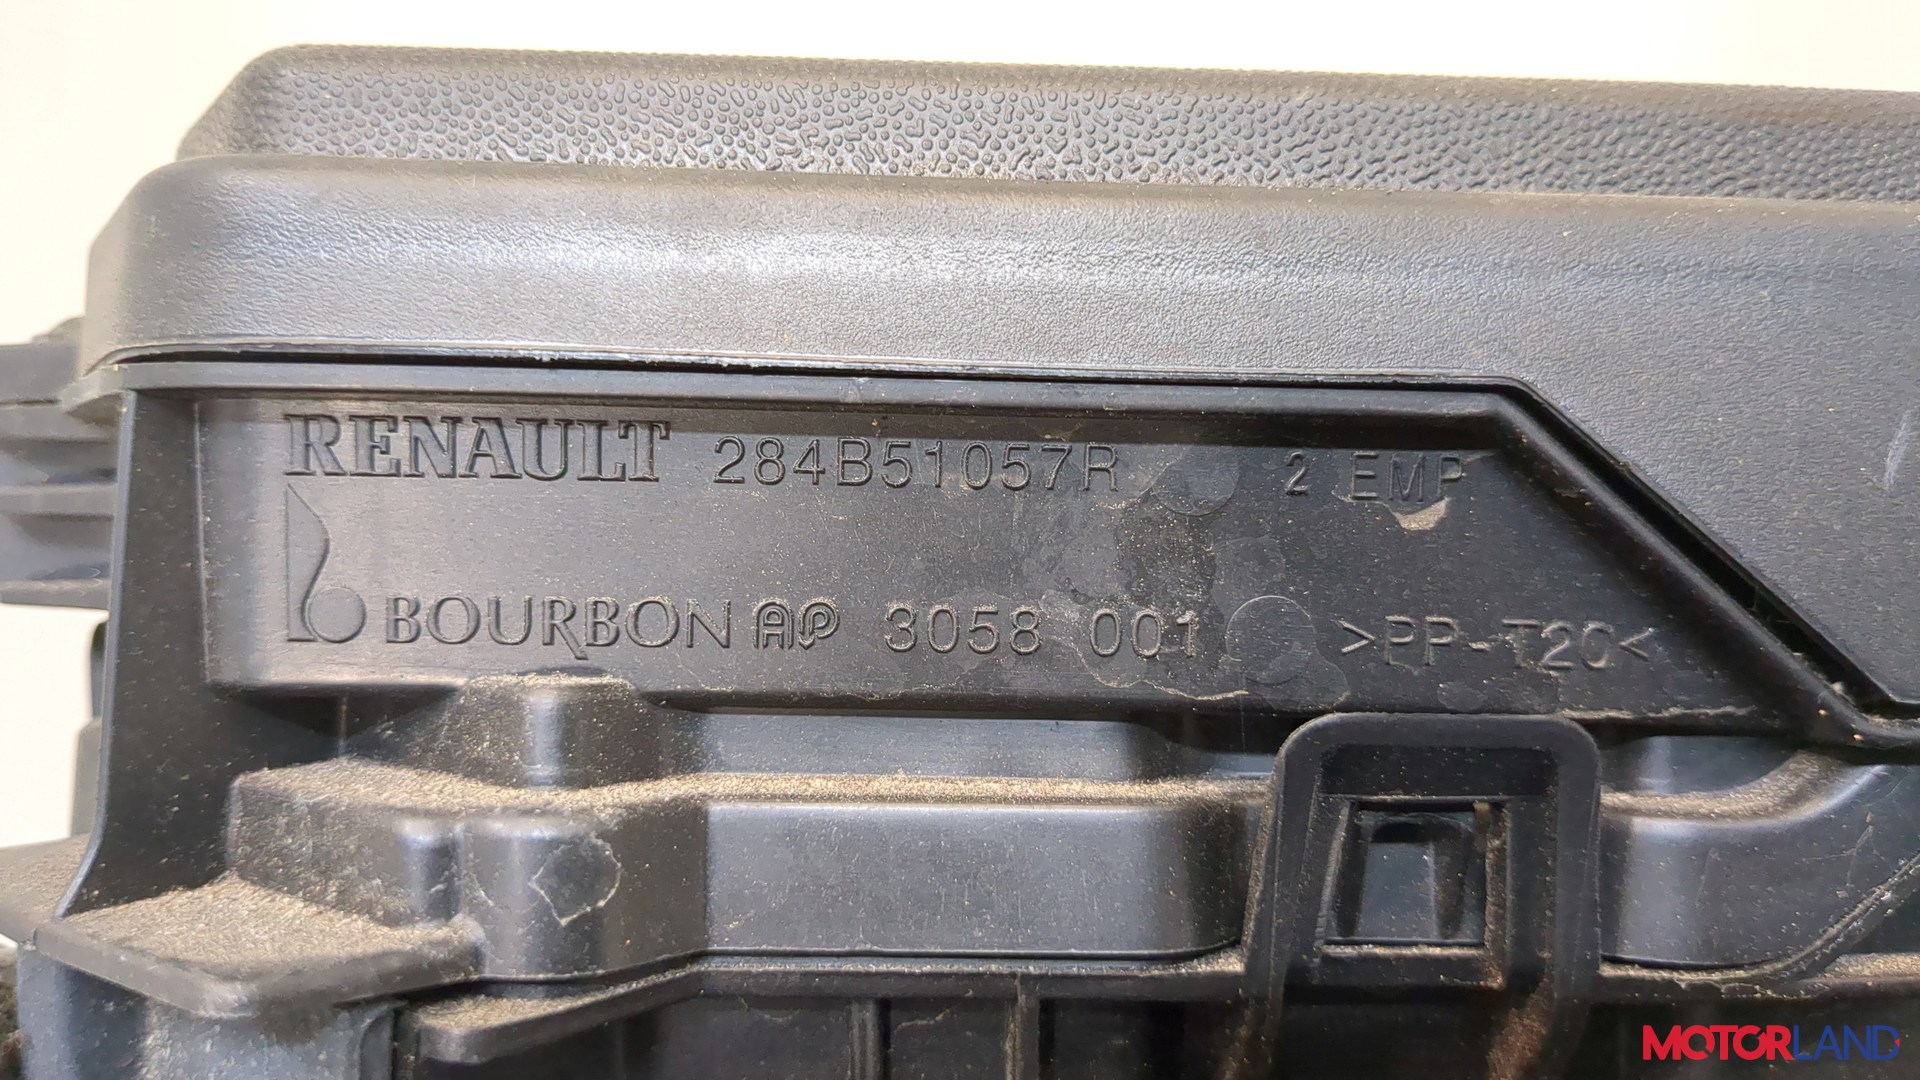 RENAULT 284B51057R 2 EMP
BOURBON AP 3058 001 >PP-T20<
MOTORLAND